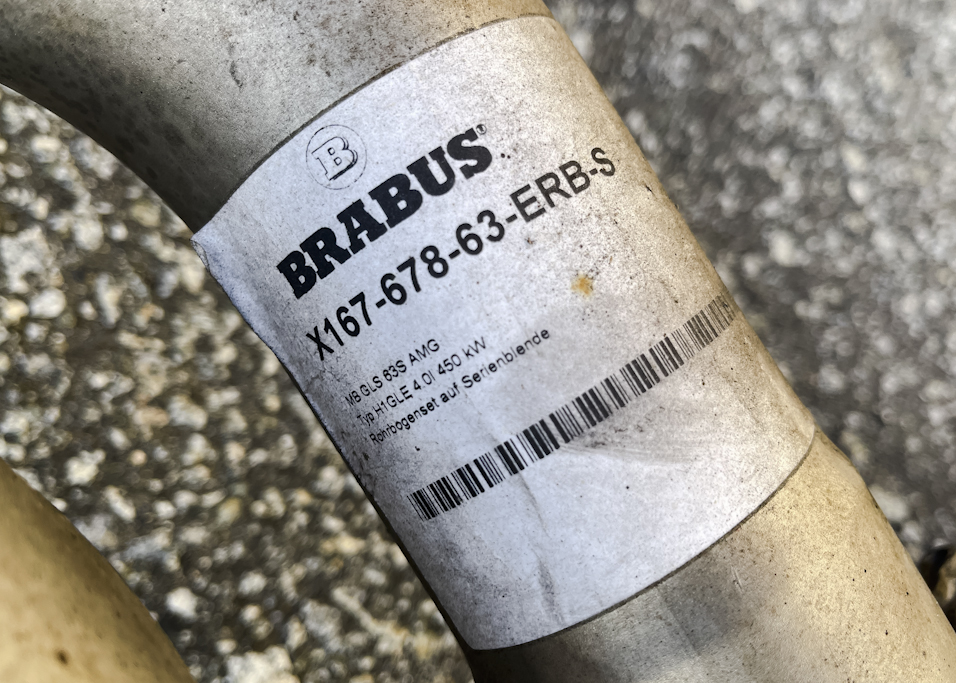 B
BRABUS®
X167-678-63-ERB-S
MB GLS 63S AMG
Typ H1GLE 4.0l 450 kW
Rohrbogenset auf Serienblende